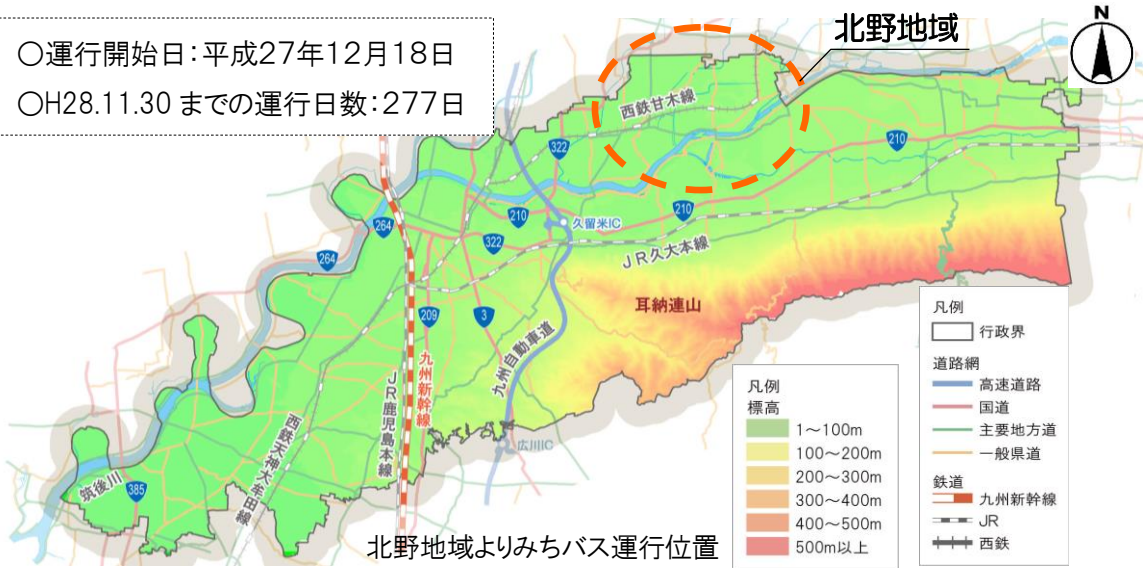 ○運行開始日:平成27年12月18日
○H28.11.30 までの運行日数:277日
北野地域
N
西鉄甘木線
322
210
264
210
久留米IC
210
322
264
JR久大本線
耳納連山
209
3
九州自動車道
九州新幹線
JR鹿児島本線
西鉄天神大牟田線
広川IC
筑後川
385
北野地域よりみちバス運行位置
凡例
標高
1～100m
100～200m
200～300m
300～400m
400～500m
500m以上
凡例
行政界
道路網
高速道路
国道
主要地方道
一般県道
鉄道
九州新幹線
JR
西鉄